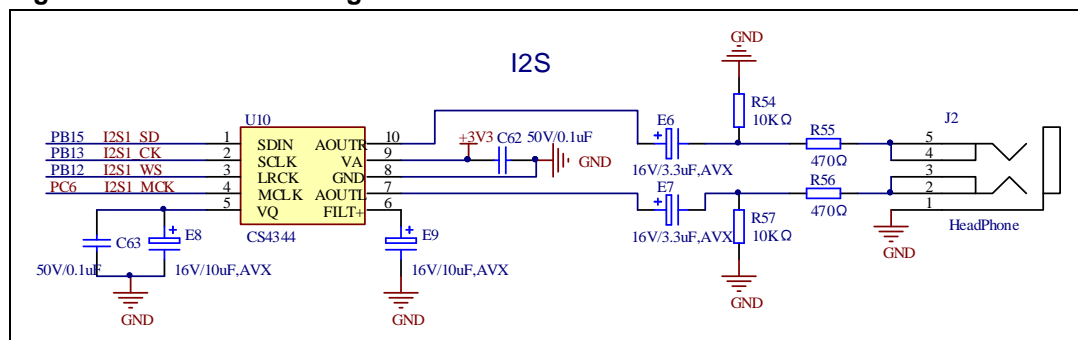 I2S
GND
U10
R54
10KΩ
E6
16V/3.3uF,AVX
R55
470Ω
J2
+3V3
C62
50V/0.1uF
GND
PB15 I2S1_SD 1 SDIN AOUTR 10
PB13 I2S1_CK 2 SCLK VA 9
PB12 I2S1_WS 3 LRCK GND 8
PC6 I2S1_MCK 4 MCLK AOUTL 7
5 VQ FILT+ 6
CS4344
5
4
3
2
1
E7
16V/3.3uF,AVX
R56
470Ω
R57
10KΩ
HeadPhone
GND
GND
C63
50V/0.1uF
E8
16V/10uF,AVX
E9
16V/10uF,AVX
GND
GND